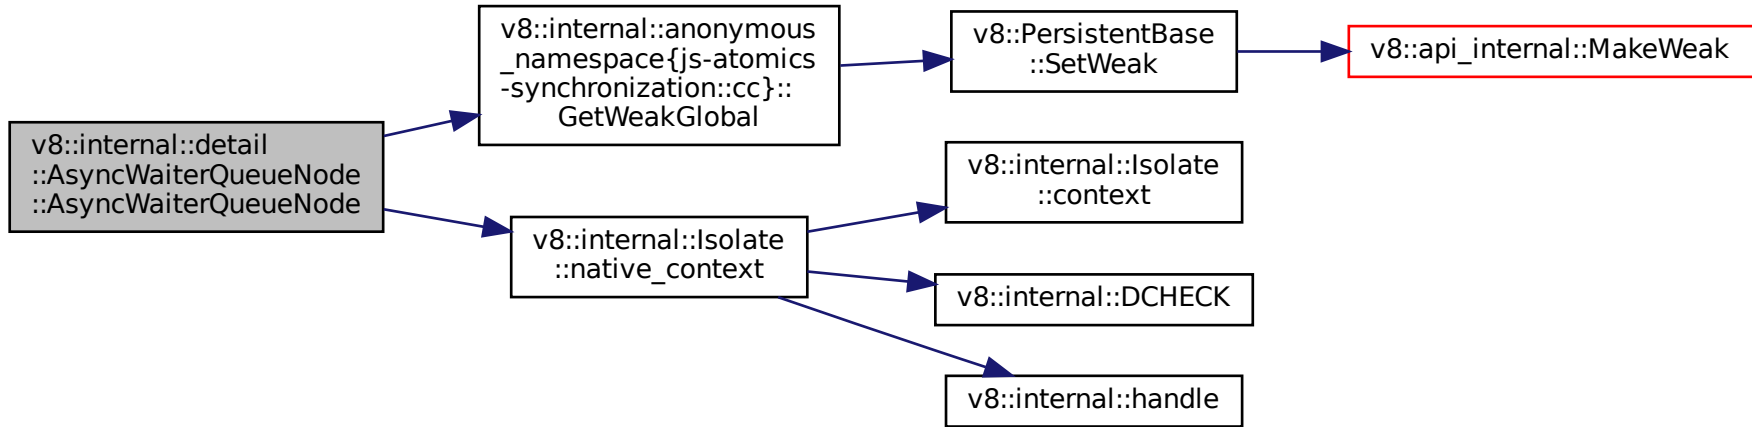 v8::internal::detail
::AsyncWaiterQueueNode
::AsyncWaiterQueueNode
v8::internal::anonymous
_namespace{js-atomics
-synchronization::cc}::
GetWeakGlobal
v8::PersistentBase
::SetWeak
v8::api_internal::MakeWeak
v8::internal::Isolate
::native_context
v8::internal::Isolate
::context
v8::internal::DCHECK
v8::internal::handle